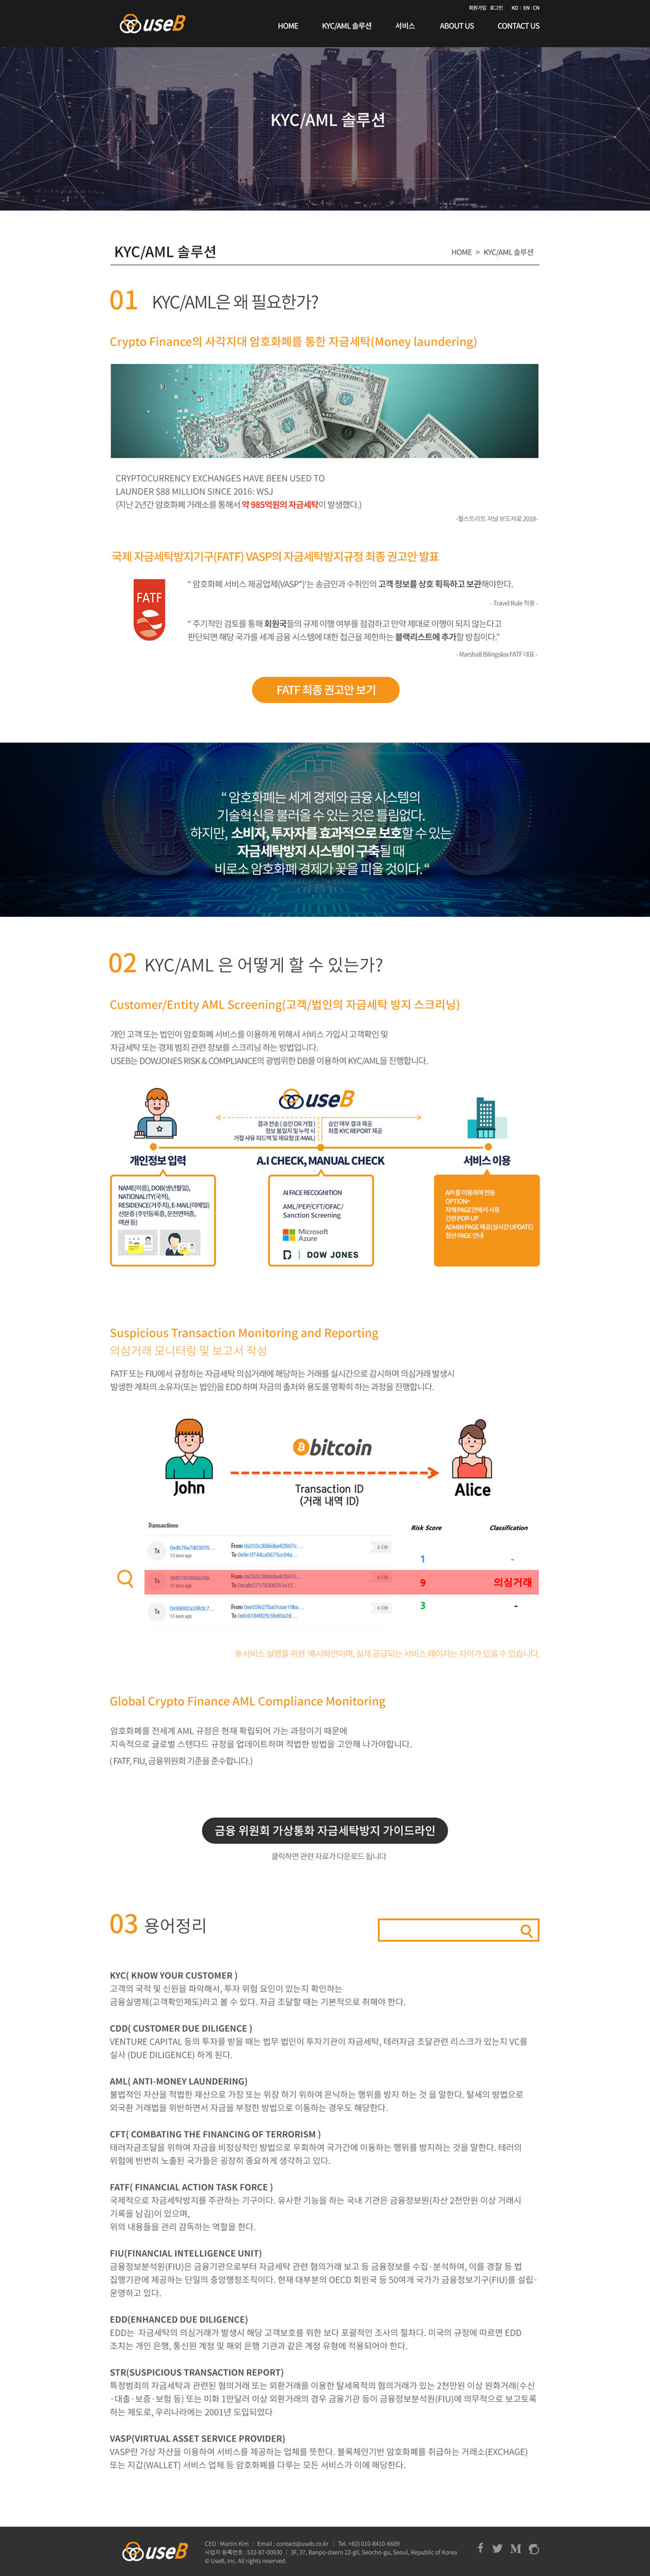 회원가입 로그인 KO | EN | CN
useB
HOME KYC/AML 솔루션 서비스 ABOUT US CONTACT US
KYC/AML 솔루션
KYC/AML 솔루션
HOME > KYC/AML 솔루션
01 KYC/AML은 왜 필요한가?
Crypto Finance의 사각지대 암호화폐를 통한 자금세탁(Money laundering)
CRYPTOCURRENCY EXCHANGES HAVE BEEN USED TO
LAUNDER $88 MILLION SINCE 2016: WSJ
(지난 2년간 암호화폐 거래소를 통해서 약 985억원의 자금세탁이 발생했다.)
-월스트리트 저널 보도자료 2018-
국제 자금세탁방지기구(FATF) VASP의 자금세탁방지규정 최종 권고안 발표
FATF
“ 암호화폐 서비스 제공업체(VASP*)'는 송금인과 수취인의 고객 정보를 상호 획득하고 보관해야한다.
- Travel Rule 적용 -
“ 주기적인 검토를 통해 회원국들의 규제 이행 여부를 점검하고 만약 제대로 이행이 되지 않는다고
판단되면 해당 국가를 세계 금융 시스템에 대한 접근을 제한하는 블랙리스트에 추가할 방침이다.”
- Marshall Bilingslea FATF 대표 -
FATF 최종 권고안 보기
“ 암호화폐는 세계 경제와 금융 시스템의
기술혁신을 불러올 수 있는 것은 틀림없다.
하지만, 소비자, 투자자를 효과적으로 보호할 수 있는
자금세탁방지 시스템이 구축될 때
비로소 암호화폐 경제가 꽃을 피울 것이다. “
02 KYC/AML 은 어떻게 할 수 있는가?
Customer/Entity AML Screening(고객/법인의 자금세탁 방지 스크리닝)
개인 고객 또는 법인이 암호화폐 서비스를 이용하게 위해서 서비스 가입시 고객확인 및
자금세탁 또는 경제 범죄 관련 정보를 스크리닝 하는 방법입니다.
USEB는 DOWJONES RISK & COMPLIANCE의 광범위한 DB를 이용하여 KYC/AML을 진행합니다.
useB
결과 전송 ( 승인 OR 거절 )
정보 불일치 및 누락 시
거절 사유 피드백 및 재요청 (E-MAIL)
승인 여부 결과 제공
최종 KYC REPORT 제공
개인정보 입력
A.I CHECK, MANUAL CHECK
서비스 이용
NAME(이름), DOB(생년월일),
NATIONALITY(국적),
RESIDENCE(거주지), E-MAIL(이메일)
신분증 (주민등록증, 운전면허증,
여권 등)
AI FACE RECOGNITION
AML/PEP/CFT/OFAC/
Sanction Screening
Microsoft
Azure
D | DOW JONES
API 를 이용하여 연동
OPTION>
자체 PAGE안에서 사용
간편 POP-UP
ADMIN PAGE 제공(실시간 UPDATE)
정산 PAGE 안내
Suspicious Transaction Monitoring and Reporting
의심거래 모니터링 및 보고서 작성
FATF 또는 FIU에서 규정하는 자금세탁 의심거래에 해당하는 거래를 실시간으로 감시하며 의심거래 발생시
발생한 계좌의 소유자(또는 법인)을 EDD 하며 자금의 출처와 용도를 명확히 하는 과정을 진행합니다.
bitcoin
John
Transaction ID
(거래 내역 ID)
Alice
Transactions
Risk Score Classification
Tx
1 -
Tx
9 의심거래
Tx
3 -
※서비스 설명을 위한 예시화면이며, 실제 공급되는 서비스 페이지는 차이가 있을 수 있습니다.
Global Crypto Finance AML Compliance Monitoring
암호화폐를 전세계 AML 규정은 현재 확립되어 가는 과정이기 때문에
지속적으로 글로벌 스텐다드 규정을 업데이트하며 적법한 방법을 고안해 나가야합니다.
( FATF, FIU, 금융위원회 기준을 준수합니다.)
금융 위원회 가상통화 자금세탁방지 가이드라인
클릭하면 관련 자료가 다운로드 됩니다
03 용어정리
KYC( KNOW YOUR CUSTOMER )
고객의 국적 및 신원을 파악해서, 투자 위험 요인이 있는지 확인하는
금융실명제(고객확인제도)라고 볼 수 있다. 자금 조달할 때는 기본적으로 취해야 한다.
CDD( CUSTOMER DUE DILIGENCE )
VENTURE CAPITAL 등의 투자를 받을 때는 법무 법인이 투자기관이 자금세탁, 테러자금 조달관련 리스크가 있는지 VC를
실사 (DUE DILIGENCE) 하게 된다.
AML( ANTI-MONEY LAUNDERING)
불법적인 자산을 적법한 재산으로 가장 또는 위장 하기 위하여 은닉하는 행위를 방지 하는 것 을 말한다. 탈세의 방법으로
외국환 거래법을 위반하면서 자금을 부정한 방법으로 이동하는 경우도 해당한다.
CFT( COMBATING THE FINANCING OF TERRORISM )
테러자금조달을 위하여 자금을 비정상적인 방법으로 우회하여 국가간에 이동하는 행위를 방지하는 것을 말한다. 테러의
위험에 빈번히 노출된 국가들은 굉장히 중요하게 생각하고 있다.
FATF( FINANCIAL ACTION TASK FORCE )
국제적으로 자금세탁방지를 주관하는 기구이다. 유사한 기능을 하는 국내 기관은 금융정보원(자산 2천만원 이상 거래시
기록을 남김)이 있으며,
위의 내용들을 관리 감독하는 역할을 한다.
FIU(FINANCIAL INTELLIGENCE UNIT)
금융정보분석원(FIU)은 금융기관으로부터 자금세탁 관련 혐의거래 보고 등 금융정보를 수집·분석하여, 이를 경찰 등 법
집행기관에 제공하는 단일의 중앙행정조직이다. 현재 대부분의 OECD 회원국 등 50여개 국가가 금융정보기구(FIU)를 설립·
운영하고 있다.
EDD(ENHANCED DUE DILIGENCE)
EDD는 자금세탁의 의심거래가 발생시 해당 고객보호를 위한 보다 포괄적인 조사의 절차다. 미국의 규정에 따르면 EDD
조치는 개인 은행, 통신원 계정 및 해외 은행 기관과 같은 계정 유형에 적용되어야 한다.
STR(SUSPICIOUS TRANSACTION REPORT)
특정범죄의 자금세탁과 관련된 혐의거래 또는 외환거래를 이용한 탈세목적의 혐의거래가 있는 2천만원 이상 원화거래(수신
·대출·보증·보험 등) 또는 미화 1만달러 이상 외환거래의 경우 금융기관 등이 금융정보분석원(FIU)에 의무적으로 보고토록
하는 제도로, 우리나라에는 2001년 도입되었다
VASP(VIRTUAL ASSET SERVICE PROVIDER)
VASP란 가상 자산을 이용하여 서비스를 제공하는 업체를 뜻한다. 블록체인기반 암호화폐를 취급하는 거래소(EXCHAGE)
또는 지갑(WALLET) 서비스 업체 등 암호화폐를 다루는 모든 서비스가 이에 해당한다.
useB
CEO : Martin Kim | Email : contact@useb.co.kr | Tel. +82) 010-8410-6609
사업자 등록번호 : 532-87-00930 | 3F, 37, Banpo-daero 22-gil, Seocho-gu, Seoul, Republic of Korea
© UseB, Inc. All rights reserved.